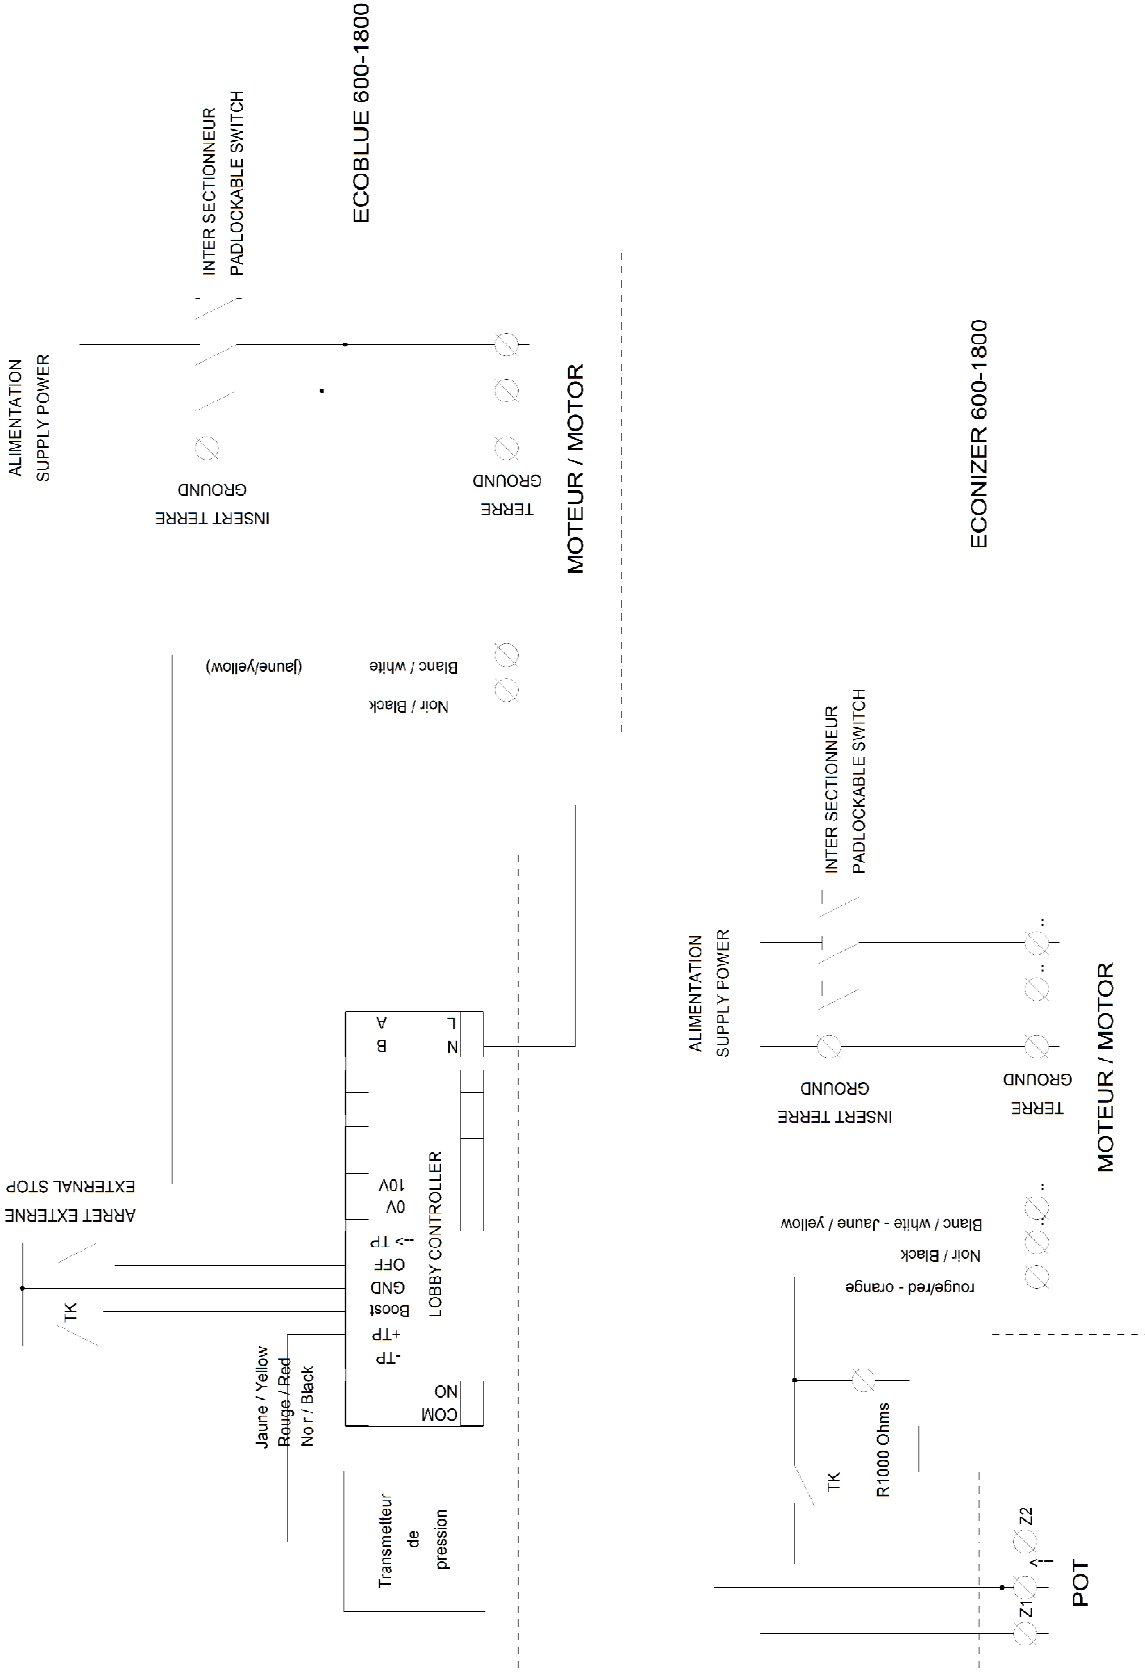 ECOBLUE 600-1800
INTER SECTIONNEUR
PADLOCKABLE SWITCH
ALIMENTATION
SUPPLY POWER
GROUND
INSERT TERRE
GROUND
TERRE
MOTEUR / MOTOR
(jaune/yellow)
Blanc / white
Noir / Black
A
B
L
N
10V
0V
LOBBY CONTROLLER
EXTERNAL STOP
ARRET EXTERNE
--> TP
OFF
GND
Boost
+TP
-TP
TK
NO
COM
Jaune / Yellow
Rouge / Red
Noir / Black
Transmetteur
de
pression
ECONIZER 600-1800
INTER SECTIONNEUR
PADLOCKABLE SWITCH
ALIMENTATION
SUPPLY POWER
GROUND
INSERT TERRE
GROUND
TERRE
MOTEUR / MOTOR
Blanc / white - Jaune / yellow
Noir / Black
rouge/red - orange
TK
R1000 Ohms
Z2
Z1
POT